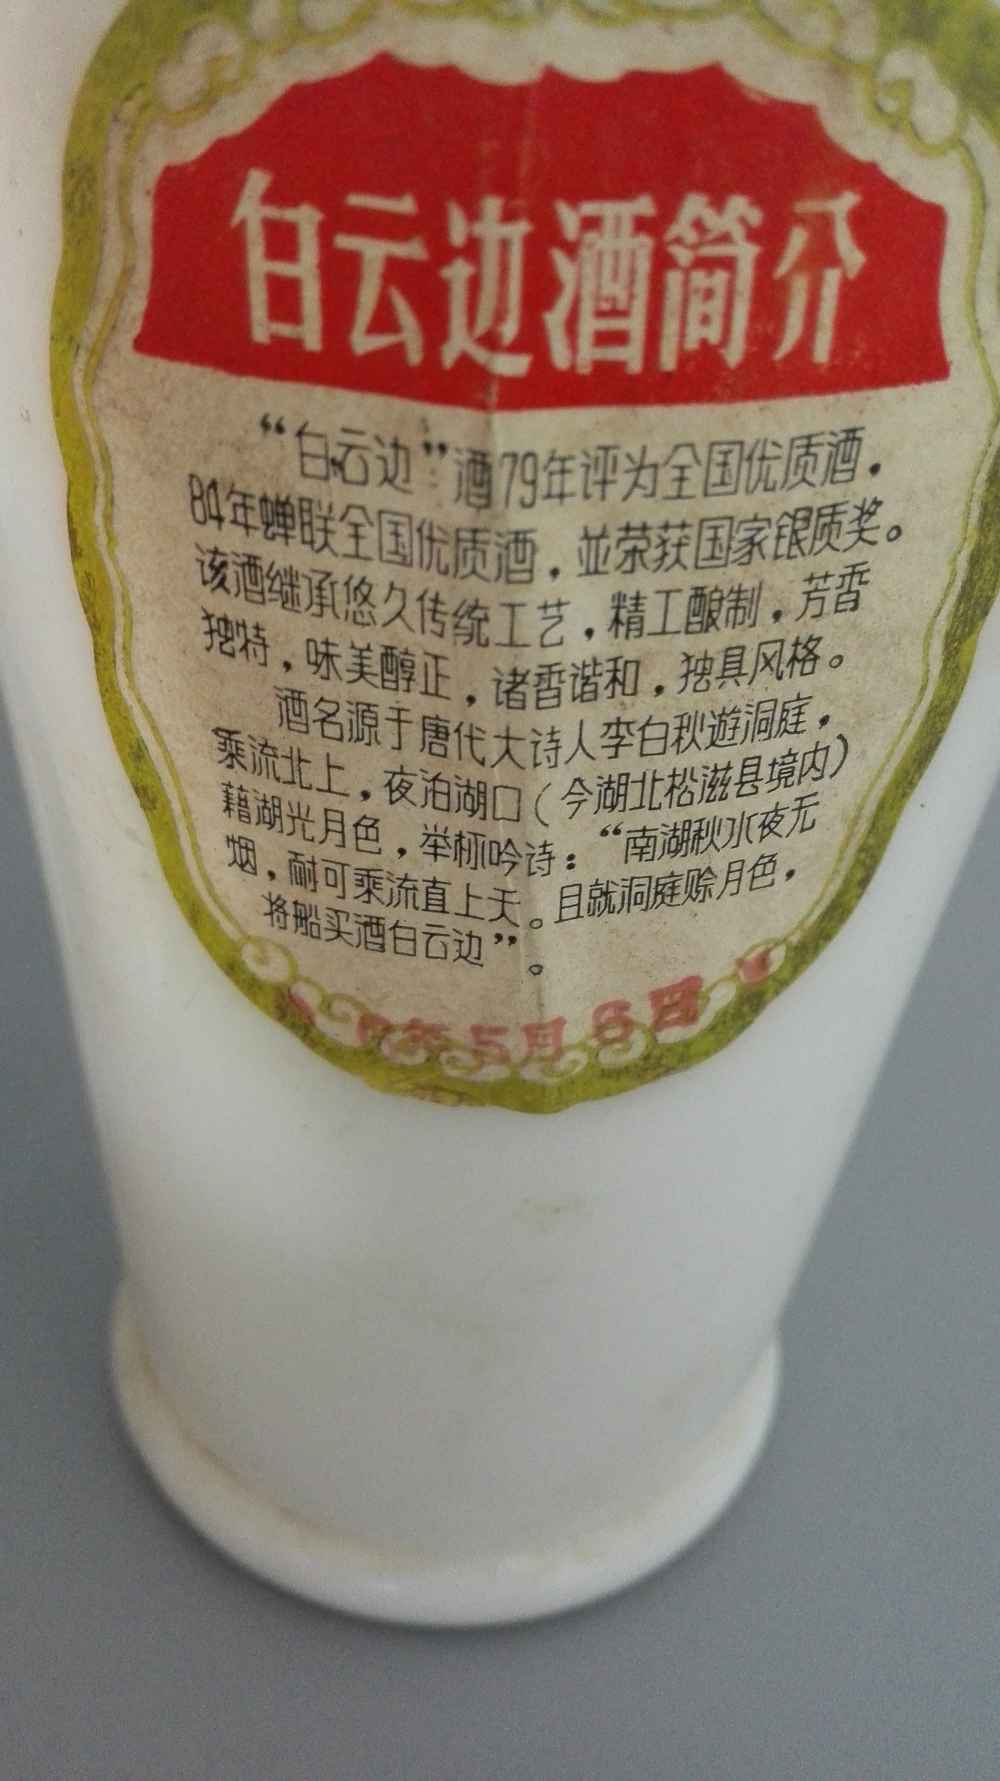 白云边酒简介
“白云边”酒79年评为全国优质酒，
84年蝉联全国优质酒，並荣获国家银质奖。
该酒继承悠久传统工艺，精工酿制，芳香
独特，味美醇正，诸香谐和，独具风格。
酒名源于唐代大诗人李白秋遊洞庭，
乘流北上，夜泊湖口（今湖北松滋县境内）
藉湖光月色，举桮吟诗：“南湖秋水夜无
烟，耐可乘流直上天。且就洞庭赊月色，
将船买酒白云边”。
年5月6日